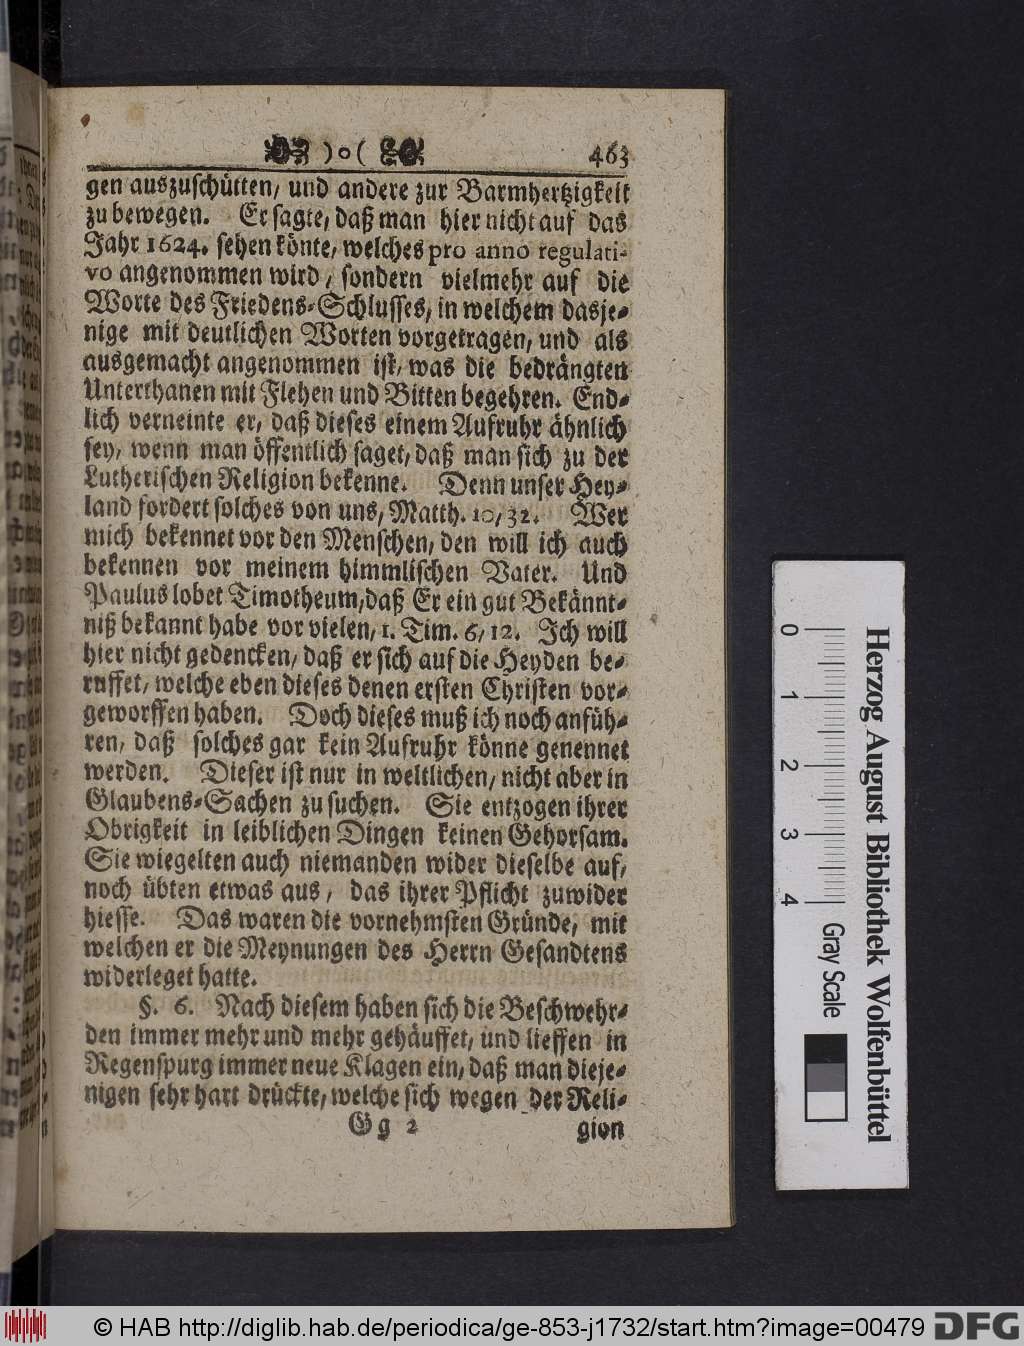 )o( 463
gen auszuschütten, und andere zur Barmhertzigkeit
zu bewegen. Er sagte, daß man hier nicht auf das
Jahr 1624. sehen könte, welches pro anno regulati-
vo angenommen wird, sondern vielmehr auf die
Worte des Friedens-Schlusses, in welchem dasje-
nige mit deutlichen Worten vorgetragen, und als
ausgemacht angenommen ist, was die bedrängten
Unterthanen mit Flehen und Bitten begehren. End-
lich verneinte er, daß dieses einem Aufruhr ähnlich
sey, wenn man öffentlich saget, daß man sich zu der
Lutherischen Religion bekenne. Denn unser Hey-
land fordert solches von uns, Matth. 10, 32. Wer
mich bekennet vor den Menschen, den will ich auch
bekennen vor meinem himmlischen Vater. Und
Paulus lobet Timotheum, daß Er ein gut Bekännt-
niß bekannt habe vor vielen, 1. Tim. 6, 12. Ich will
hier nicht gedencken, daß er sich auf die Heyden be-
ruffet, welche eben dieses denen ersten Christen vor-
geworffen haben. Doch dieses muß ich noch anfüh-
ren, daß solches gar kein Aufruhr könne genennet
werden. Dieser ist nur in weltlichen, nicht aber in
Glaubens-Sachen zu suchen. Sie entzogen ihrer
Obrigkeit in leiblichen Dingen keinen Gehorsam.
Sie wiegelten auch niemanden wider dieselbe auf,
noch übten etwas aus, das ihrer Pflicht zuwider
hiesse. Das waren die vornehmsten Gründe, mit
welchen er die Meynungen des Herrn Gesandtens
widerleget hatte.
§. 6. Nach diesem haben sich die Beschwehr-
den immer mehr und mehr gehäuffet, und lieffen in
Regenspurg immer neue Klagen ein, daß man dieje-
nigen sehr hart drückte, welche sich wegen der Reli-
Gg 2 gion
0 1 2 3 4 Gray Scale
Herzog August Bibliothek Wolfenbüttel
© HAB http://diglib.hab.de/periodica/ge-853-j1732/start.htm?image=00479 DFG